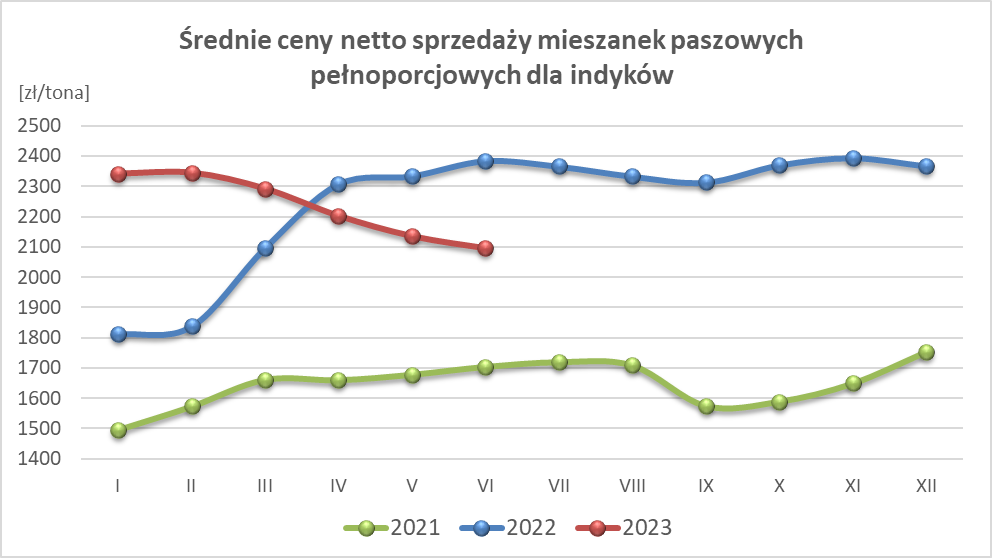 Średnie ceny netto sprzedaży mieszanek paszowych
pełnoporcjowych dla indyków
[zł/tona]
2500
2400
2300
2200
2100
2000
1900
1800
1700
1600
1500
1400
I II III IV V VI VII VIII IX X XI XII
2021 2022 2023